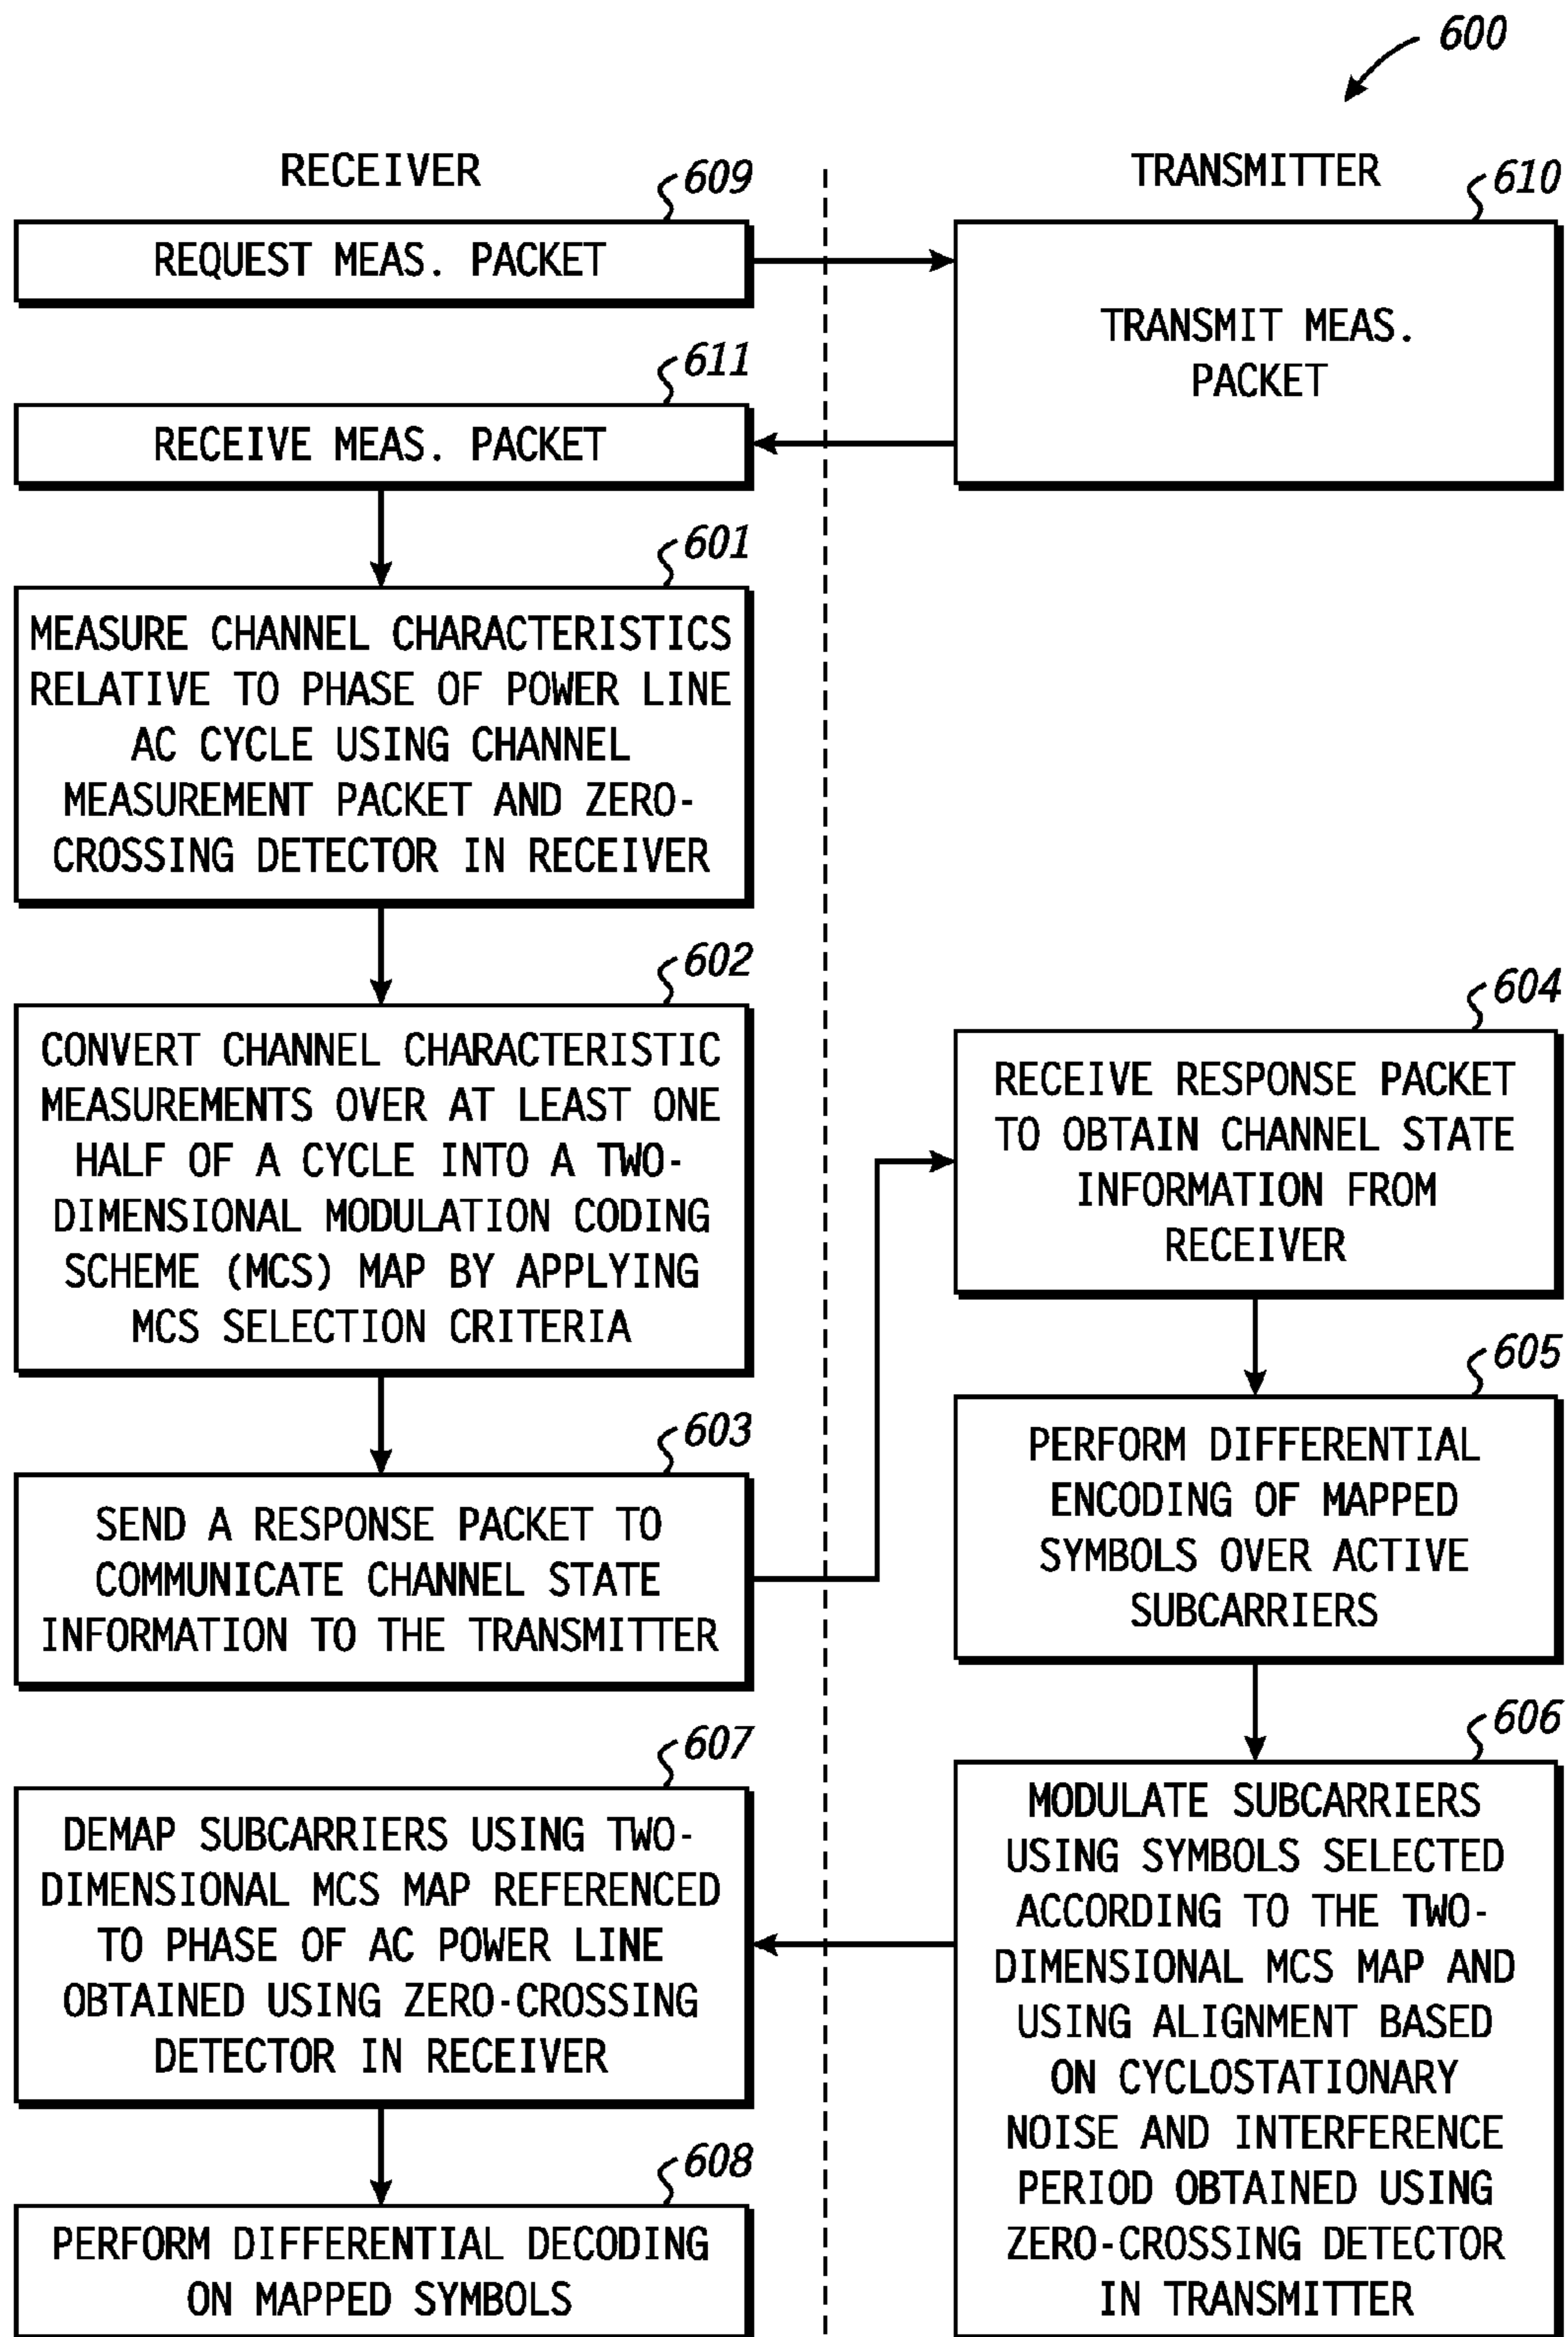 600
RECEIVER
TRANSMITTER
609
REQUEST MEAS. PACKET
610
TRANSMIT MEAS.
PACKET
611
RECEIVE MEAS. PACKET
601
MEASURE CHANNEL CHARACTERISTICS
RELATIVE TO PHASE OF POWER LINE
AC CYCLE USING CHANNEL
MEASUREMENT PACKET AND ZERO-
CROSSING DETECTOR IN RECEIVER
602
CONVERT CHANNEL CHARACTERISTIC
MEASUREMENTS OVER AT LEAST ONE
HALF OF A CYCLE INTO A TWO-
DIMENSIONAL MODULATION CODING
SCHEME (MCS) MAP BY APPLYING
MCS SELECTION CRITERIA
603
SEND A RESPONSE PACKET TO
COMMUNICATE CHANNEL STATE
INFORMATION TO THE TRANSMITTER
604
RECEIVE RESPONSE PACKET
TO OBTAIN CHANNEL STATE
INFORMATION FROM
RECEIVER
605
PERFORM DIFFERENTIAL
ENCODING OF MAPPED
SYMBOLS OVER ACTIVE
SUBCARRIERS
606
MODULATE SUBCARRIERS
USING SYMBOLS SELECTED
ACCORDING TO THE TWO-
DIMENSIONAL MCS MAP AND
USING ALIGNMENT BASED
ON CYCLOSTATIONARY
NOISE AND INTERFERENCE
PERIOD OBTAINED USING
ZERO-CROSSING DETECTOR
IN TRANSMITTER
607
DEMAP SUBCARRIERS USING TWO-
DIMENSIONAL MCS MAP REFERENCED
TO PHASE OF AC POWER LINE
OBTAINED USING ZERO-CROSSING
DETECTOR IN RECEIVER
608
PERFORM DIFFERENTIAL DECODING
ON MAPPED SYMBOLS